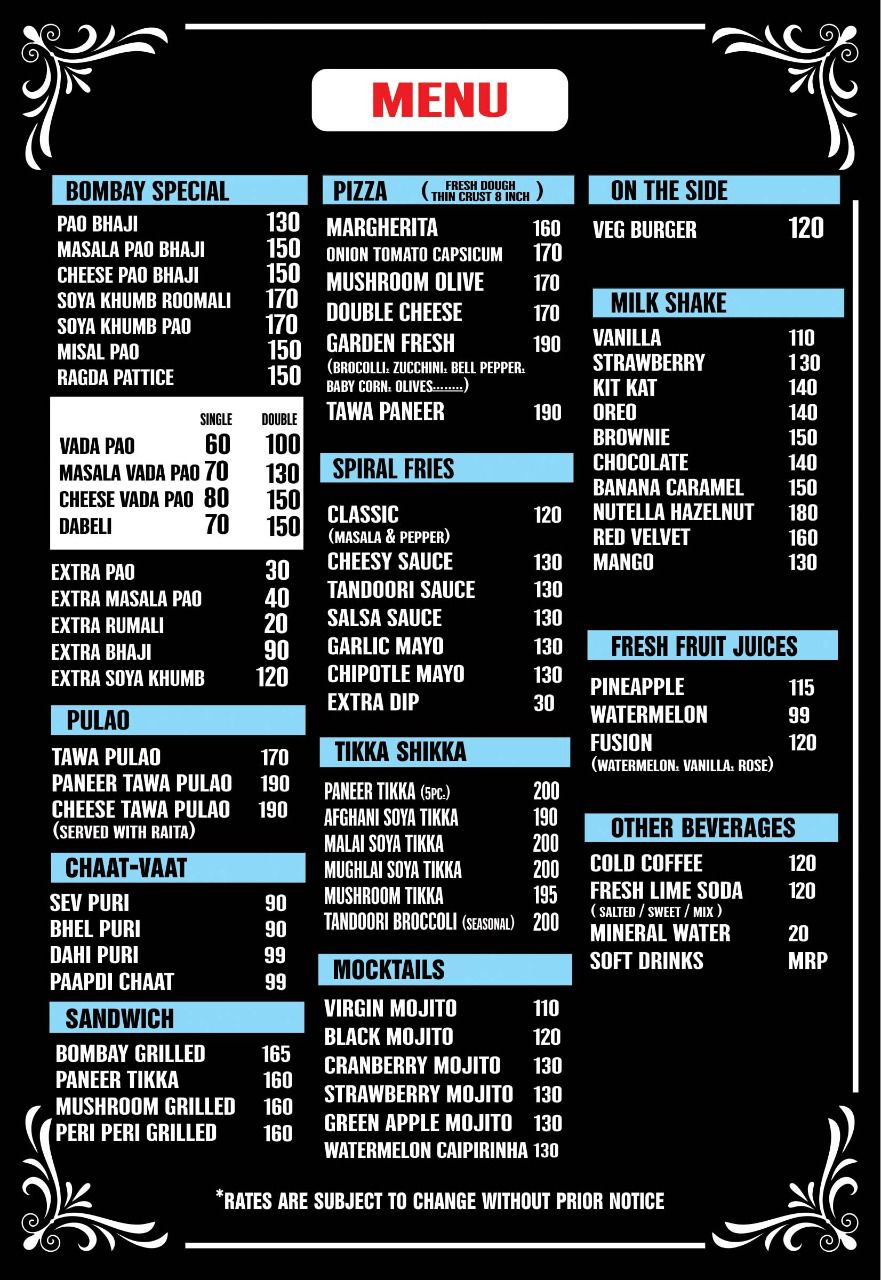 MENU
BOMBAY SPECIAL
PAO BHAJI 130
MASALA PAO BHAJI 150
CHEESE PAO BHAJI 150
SOYA KHUMB ROOMALI 170
SOYA KHUMB PAO 170
MISAL PAO 150
RAGDA PATTICE 150
SINGLE DOUBLE
VADA PAO 60 100
MASALA VADA PAO 70 130
CHEESE VADA PAO 80 150
DABELI 70 150
EXTRA PAO 30
EXTRA MASALA PAO 40
EXTRA RUMALI 20
EXTRA BHAJI 90
EXTRA SOYA KHUMB 120
PULAO
TAWA PULAO 170
PANEER TAWA PULAO 190
CHEESE TAWA PULAO 190
(SERVED WITH RAITA)
CHAAT-VAAT
SEV PURI 90
BHEL PURI 90
DAHI PURI 99
PAAPDI CHAAT 99
SANDWICH
BOMBAY GRILLED 165
PANEER TIKKA 160
MUSHROOM GRILLED 160
PERI PERI GRILLED 160
PIZZA ( FRESH DOUGH
THIN CRUST 8 INCH )
MARGHERITA 160
ONION TOMATO CAPSICUM 170
MUSHROOM OLIVE 170
DOUBLE CHEESE 170
GARDEN FRESH 190
(BROCOLLI. ZUCCHINI. BELL PEPPER.
BABY CORN. OLIVES........)
TAWA PANEER 190
SPIRAL FRIES
CLASSIC 120
(MASALA & PEPPER)
CHEESY SAUCE 130
TANDOORI SAUCE 130
SALSA SAUCE 130
GARLIC MAYO 130
CHIPOTLE MAYO 130
EXTRA DIP 30
TIKKA SHIKKA
PANEER TIKKA (5PC.) 200
AFGHANI SOYA TIKKA 190
MALAI SOYA TIKKA 200
MUGHLAI SOYA TIKKA 200
MUSHROOM TIKKA 195
TANDOORI BROCCOLI (SEASONAL) 200
MOCKTAILS
VIRGIN MOJITO 110
BLACK MOJITO 120
CRANBERRY MOJITO 130
STRAWBERRY MOJITO 130
GREEN APPLE MOJITO 130
WATERMELON CAIPIRINHA 130
ON THE SIDE
VEG BURGER 120
MILK SHAKE
VANILLA 110
STRAWBERRY 130
KIT KAT 140
OREO 140
BROWNIE 150
CHOCOLATE 140
BANANA CARAMEL 150
NUTELLA HAZELNUT 180
RED VELVET 160
MANGO 130
FRESH FRUIT JUICES
PINEAPPLE 115
WATERMELON 99
FUSION 120
(WATERMELON. VANILLA. ROSE)
OTHER BEVERAGES
COLD COFFEE 120
FRESH LIME SODA 120
( SALTED / SWEET / MIX )
MINERAL WATER 20
SOFT DRINKS MRP
*RATES ARE SUBJECT TO CHANGE WITHOUT PRIOR NOTICE